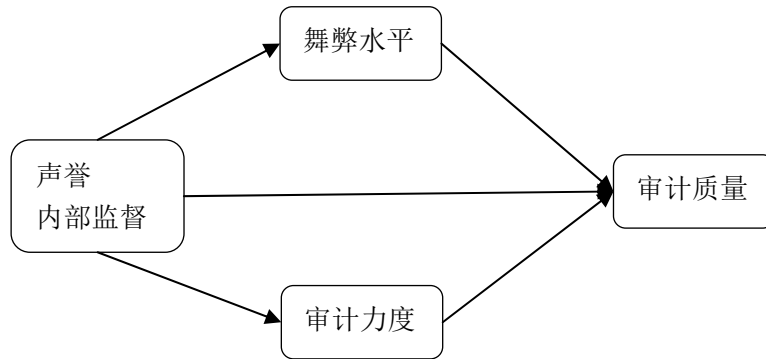 舞弊水平
声誉
内部监督
审计质量
审计力度